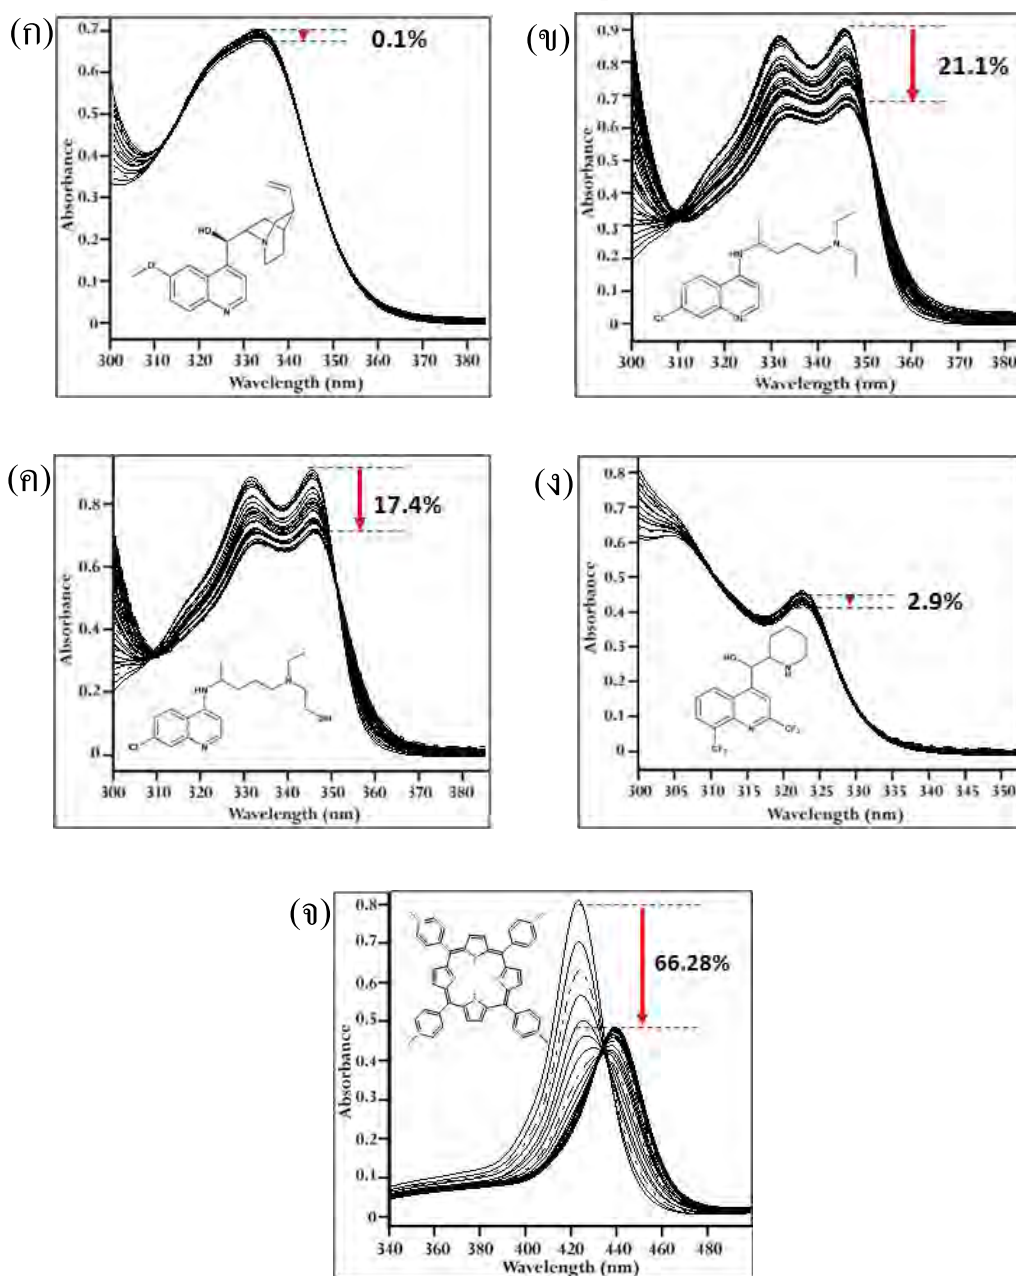 (ก)
0.7
0.6
0.5
0.4
0.3
0.2
0.1
0
Absorbance
0.1%
HO
O
N
N
300 310 320 330 340 350 360 370 380
Wavelength (nm)
(ข)
0.9
0.8
0.7
0.6
0.5
0.4
0.3
0.2
0.1
0
Absorbance
21.1%
HN
N
Cl
N
300 310 320 330 340 350 360 370 380
Wavelength (nm)
(ค)
0.8
0.6
0.4
0.2
0
Absorbance
17.4%
HN
N
OH
Cl
N
300 310 320 330 340 350 360 370 380
Wavelength (nm)
(ง)
0.8
0.7
0.6
0.5
0.4
0.3
0.2
0.1
0
Absorbance
2.9%
HO
N
H
N
CF₃
CF₃
300 305 315 320 325 330 335 340 345 350
Wavelength (nm)
(จ)
0.8
0.7
0.6
0.5
0.4
0.3
0.2
0.1
0
Absorbance
66.28%
340 360 380 400 420 440 460 480
Wavelength (nm)